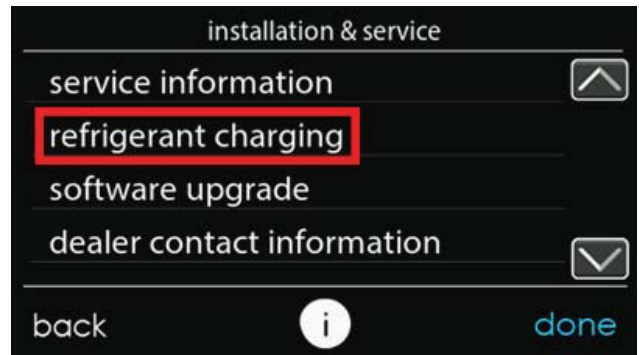 installation & service
service information
refrigerant charging
software upgrade
dealer contact information
back i done